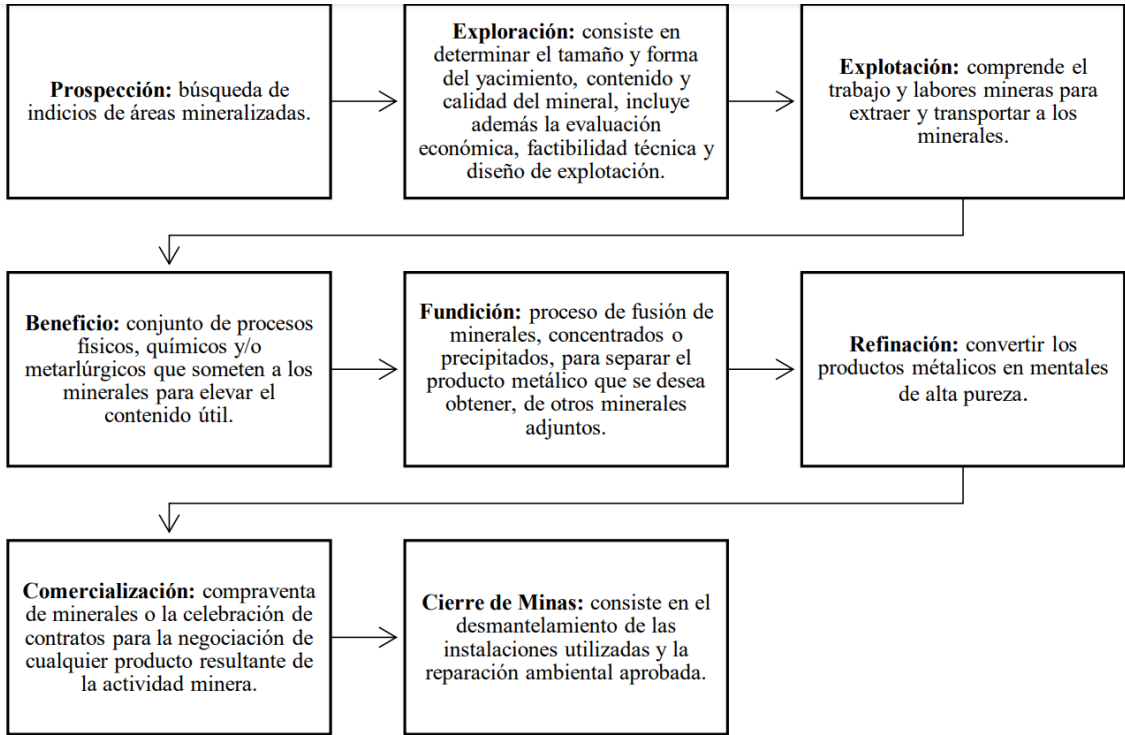 Prospección: búsqueda de
indicios de áreas mineralizadas.
Exploración: consiste en
determinar el tamaño y forma
del yacimiento, contenido y
calidad del mineral, incluye
además la evaluación
económica, factibilidad técnica y
diseño de explotación.
Explotación: comprende el
trabajo y labores mineras para
extraer y transportar a los
minerales.
Beneficio: conjunto de procesos
físicos, químicos y/o
metarlúrgicos que someten a los
minerales para elevar el
contenido útil.
Fundición: proceso de fusión de
minerales, concentrados o
precipitados, para separar el
producto metálico que se desea
obtener, de otros minerales
adjuntos.
Refinación: convertir los
productos métalicos en mentales
de alta pureza.
Comercialización: compraventa
de minerales o la celebración de
contratos para la negociación de
cualquier producto resultante de
la actividad minera.
Cierre de Minas: consiste en el
desmantelamiento de las
instalaciones utilizadas y la
reparación ambiental aprobada.